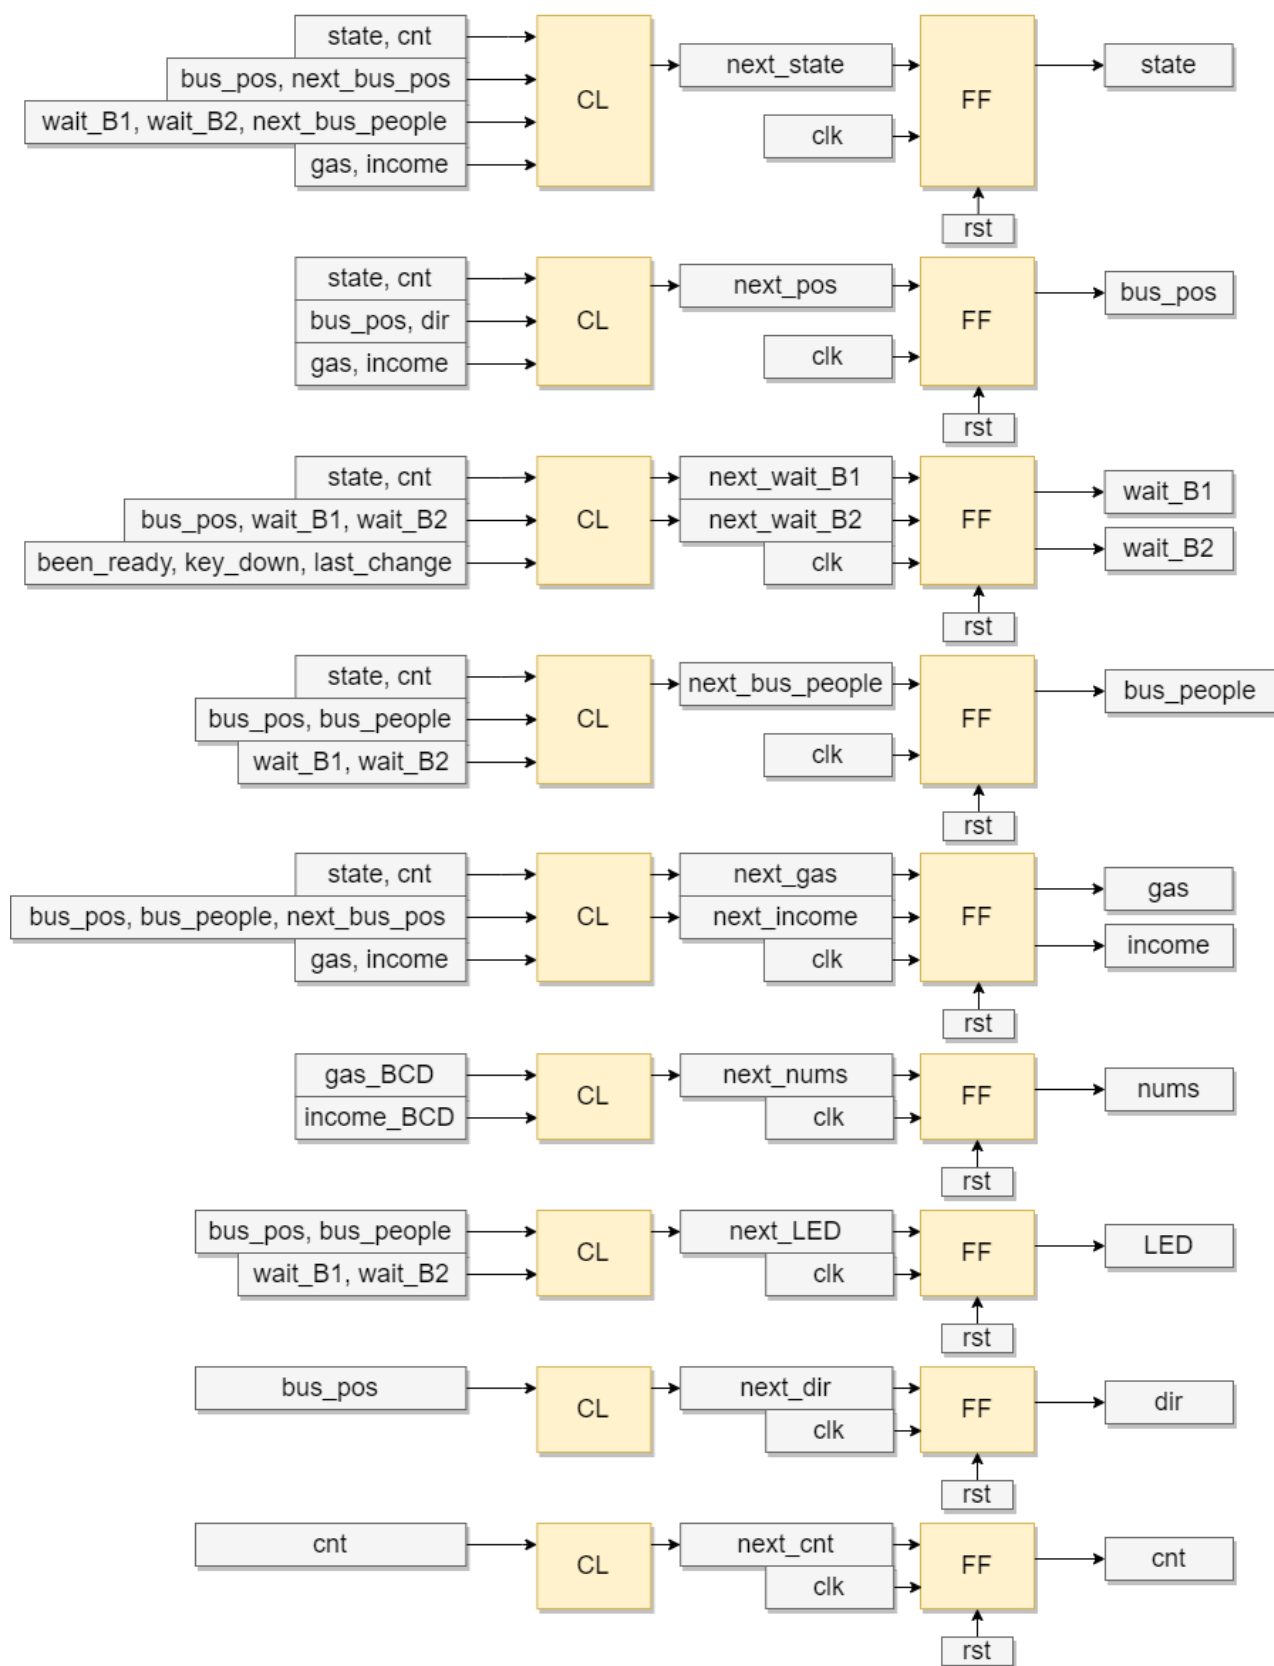 state, cnt
bus_pos, next_bus_pos
wait_B1, wait_B2, next_bus_people
gas, income
CL
next_state
clk
FF
rst
state
state, cnt
bus_pos, dir
gas, income
CL
next_pos
clk
FF
rst
bus_pos
state, cnt
bus_pos, wait_B1, wait_B2
been_ready, key_down, last_change
CL
next_wait_B1
next_wait_B2
clk
FF
rst
wait_B1
wait_B2
state, cnt
bus_pos, bus_people
wait_B1, wait_B2
CL
next_bus_people
clk
FF
rst
bus_people
state, cnt
bus_pos, bus_people, next_bus_pos
gas, income
CL
next_gas
next_income
clk
FF
rst
gas
income
gas_BCD
income_BCD
CL
next_nums
clk
FF
rst
nums
bus_pos, bus_people
wait_B1, wait_B2
CL
next_LED
clk
FF
rst
LED
bus_pos
CL
next_dir
clk
FF
rst
dir
cnt
CL
next_cnt
clk
FF
rst
cnt